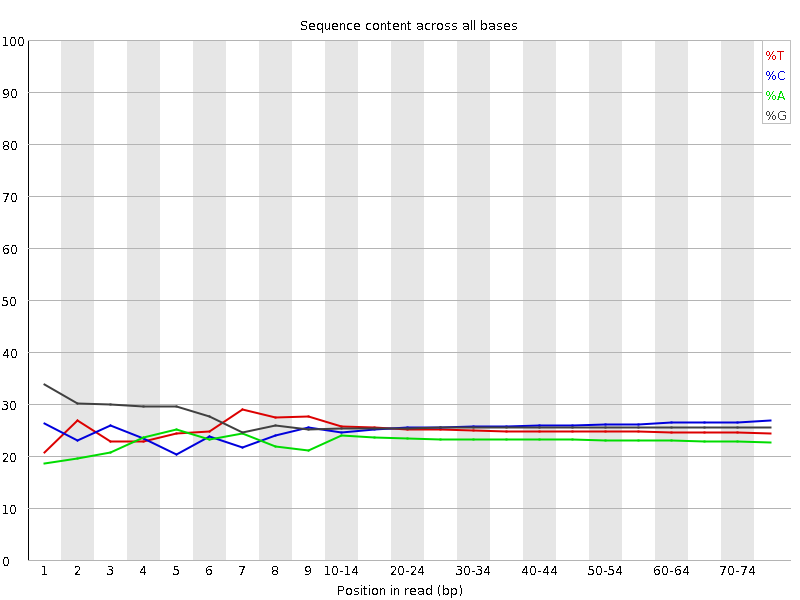 Sequence content across all bases
100
90
80
70
60
50
40
30
20
10
0
%T
%C
%A
%G
1 2 3 4 5 6 7 8 9 10-14 20-24 30-34 40-44 50-54 60-64 70-74
Position in read (bp)